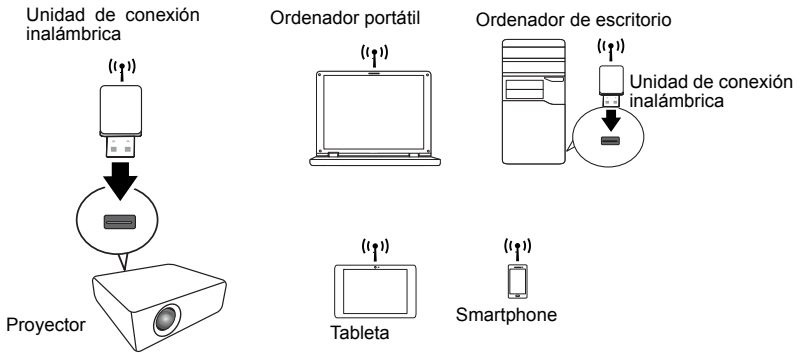 Unidad de conexión
inalámbrica
Ordenador portátil
Ordenador de escritorio
Unidad de conexión
inalámbrica
Proyector
Tableta
Smartphone